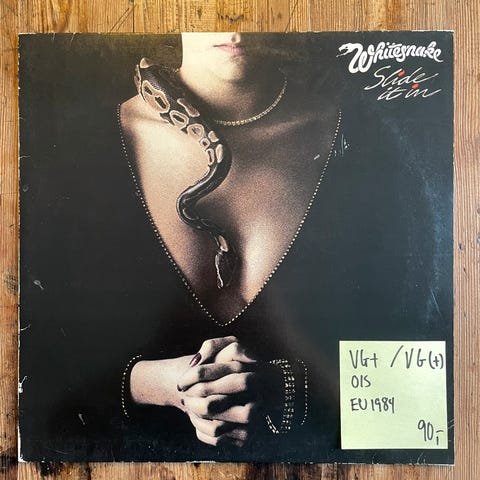 Whitesnake
Slide
it in
VG+ / VG(+)
OIS
EU 1984
90,-